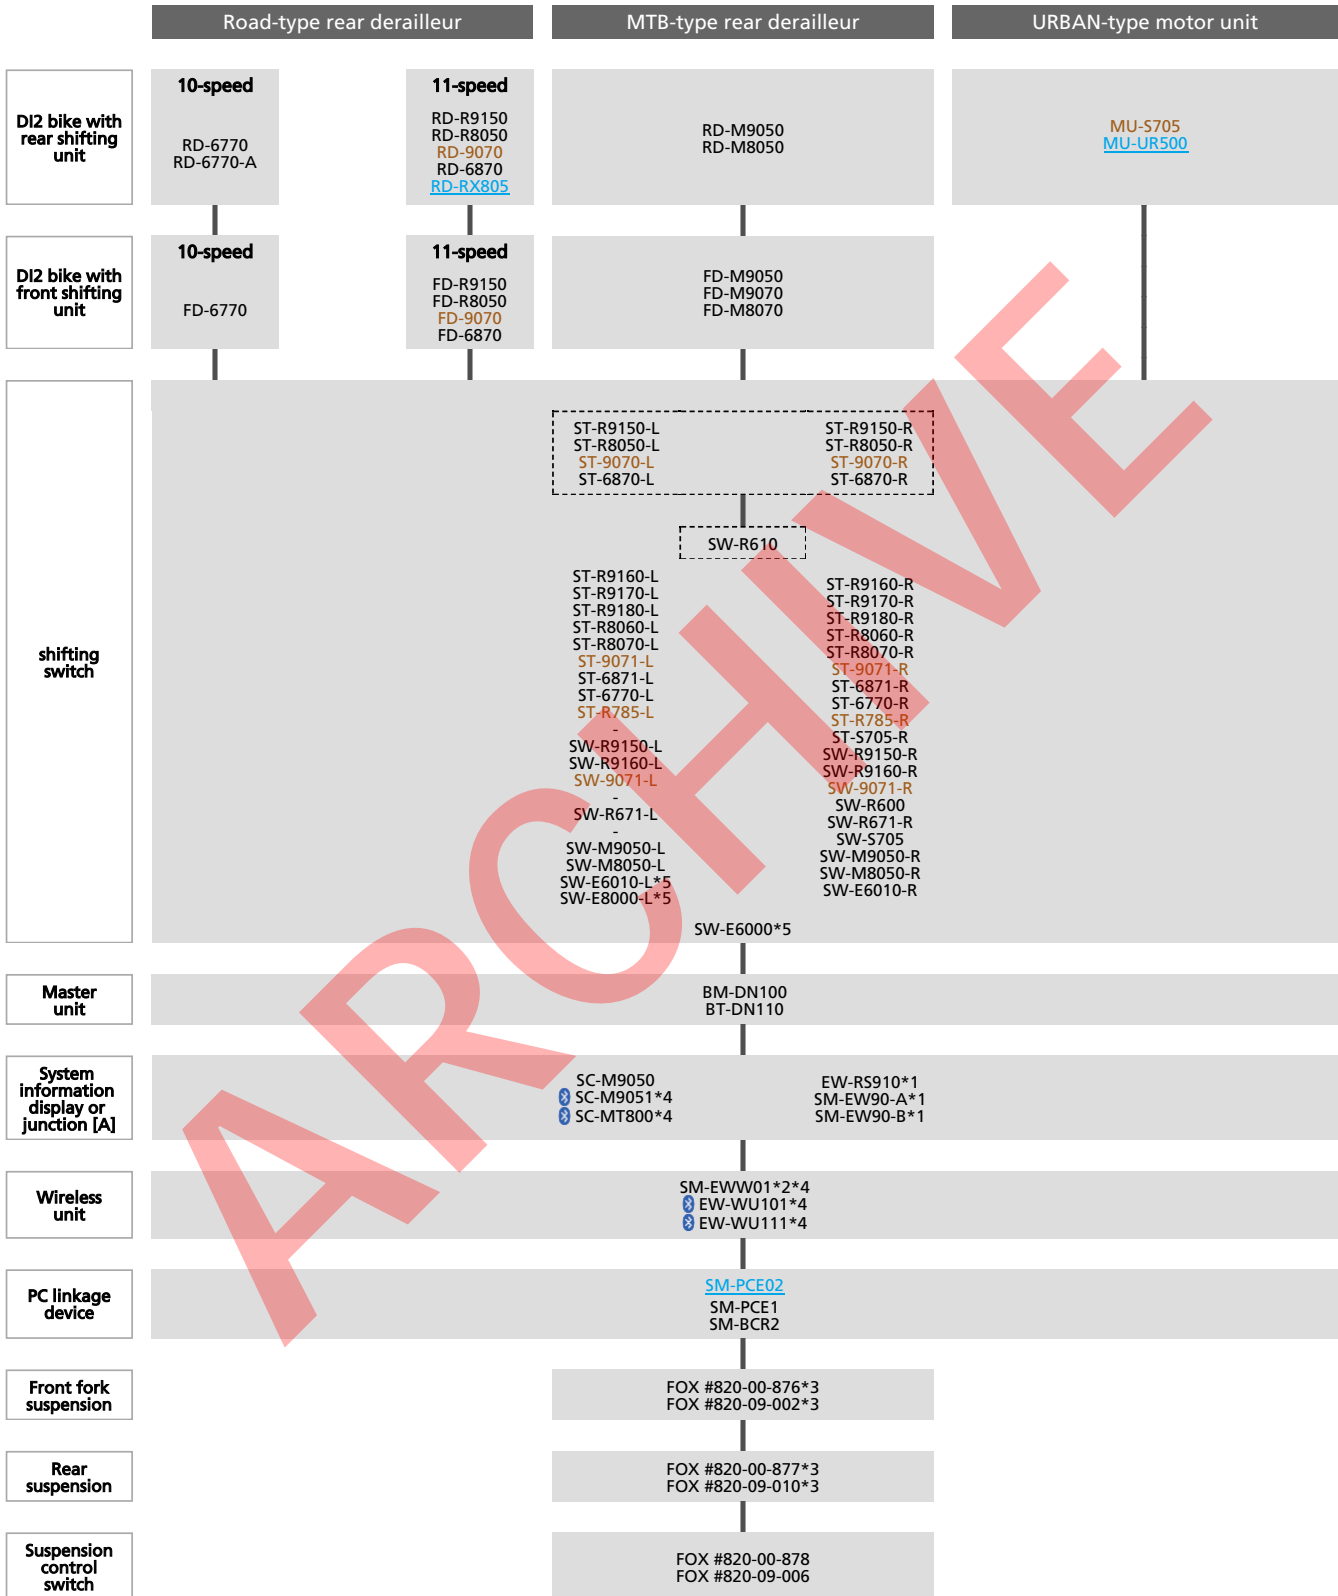 Road-type rear derailleur
MTB-type rear derailleur
URBAN-type motor unit
DI2 bike with
rear shifting
unit
10-speed
RD-6770
RD-6770-A
11-speed
RD-R9150
RD-R8050
RD-9070
RD-6870
RD-RX805
RD-M9050
RD-M8050
MU-S705
MU-UR500
DI2 bike with
front shifting
unit
10-speed
FD-6770
11-speed
FD-R9150
FD-R8050
FD-9070
FD-6870
FD-M9050
FD-M9070
FD-M8070
shifting
switch
ST-R9150-L
ST-R8050-L
ST-9070-L
ST-6870-L
ST-R9150-R
ST-R8050-R
ST-9070-R
ST-6870-R
SW-R610
ST-R9160-L
ST-R9170-L
ST-R9180-L
ST-R8060-L
ST-R8070-L
ST-9071-L
ST-6871-L
ST-6770-L
ST-R785-L
-
SW-R9150-L
SW-R9160-L
SW-9071-L
-
SW-R671-L
-
SW-M9050-L
SW-M8050-L
SW-E6010-L*5
SW-E8000-L*5
ST-R9160-R
ST-R9170-R
ST-R9180-R
ST-R8060-R
ST-R8070-R
ST-9071-R
ST-6871-R
ST-6770-R
ST-R785-R
ST-S705-R
SW-R9150-R
SW-R9160-R
SW-9071-R
SW-R600
SW-R671-R
SW-S705
SW-M9050-R
SW-M8050-R
SW-E6010-R
SW-E6000*5
Master
unit
BM-DN100
BT-DN110
System
information
display or
junction [A]
SC-M9050
SC-M9051*4
SC-MT800*4
EW-RS910*1
SM-EW90-A*1
SM-EW90-B*1
Wireless
unit
SM-EWW01*2*4
EW-WU101*4
EW-WU111*4
PC linkage
device
SM-PCE02
SM-PCE1
SM-BCR2
Front fork
suspension
FOX #820-00-876*3
FOX #820-09-002*3
Rear
suspension
FOX #820-00-877*3
FOX #820-09-010*3
Suspension
control
switch
FOX #820-00-878
FOX #820-09-006
ARCHIVE